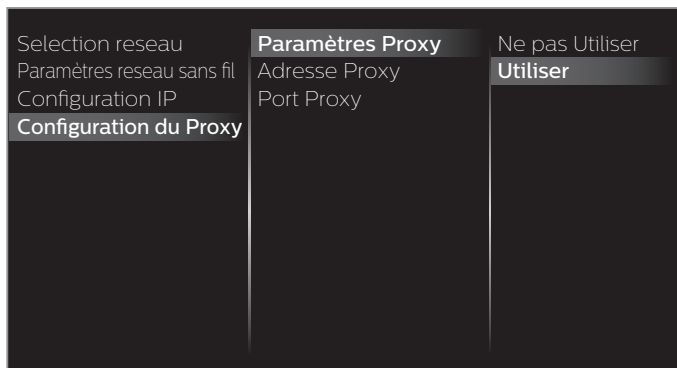 Selection reseau
Paramètres reseau sans fil
Configuration IP
Configuration du Proxy
Paramètres Proxy
Adresse Proxy
Port Proxy
Ne pas Utiliser
Utiliser